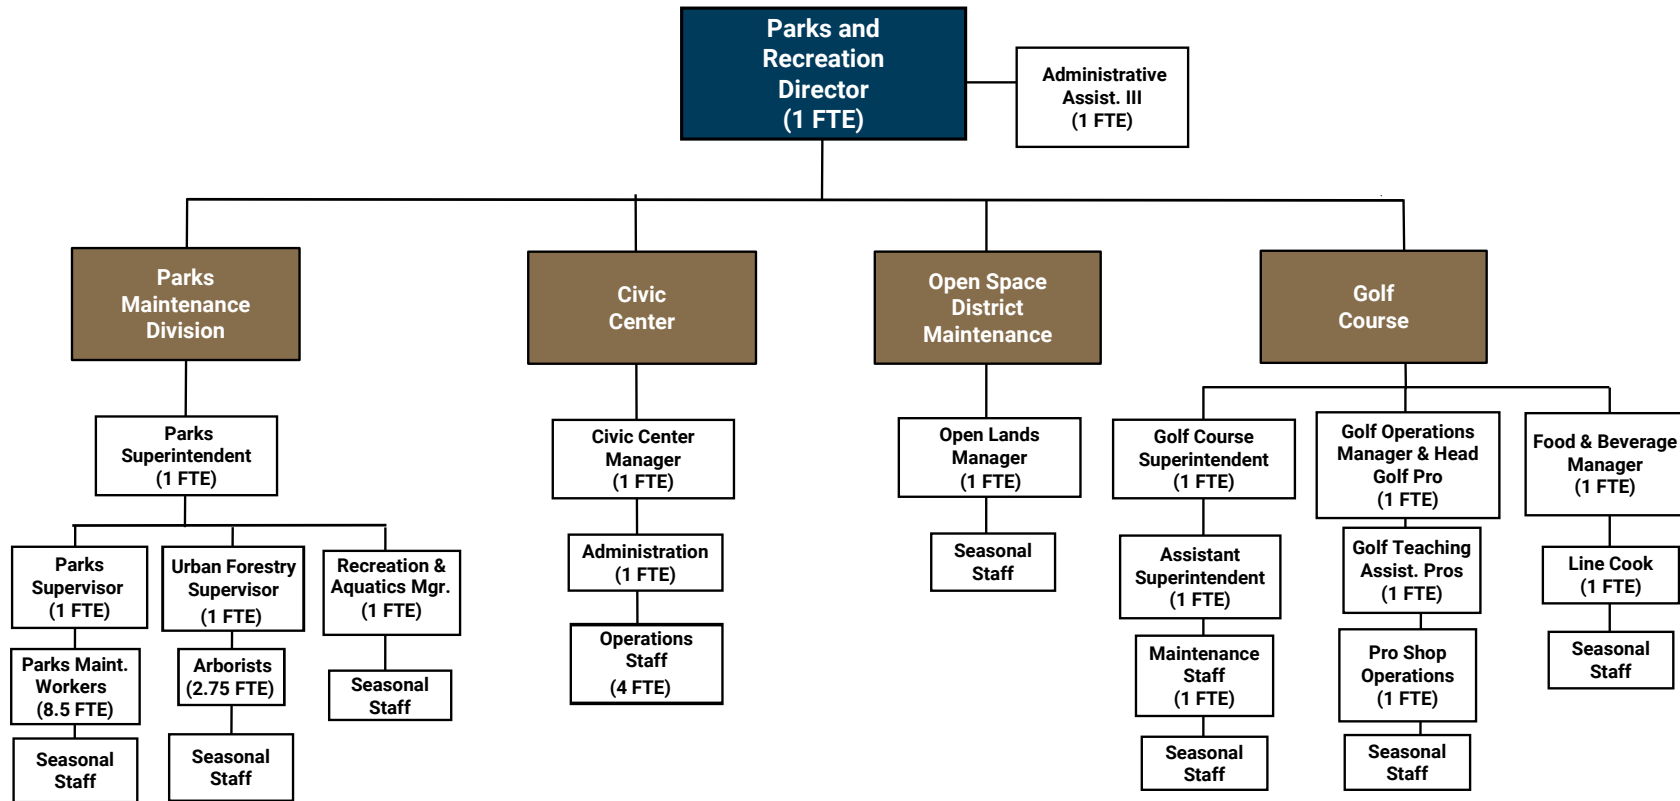 Parks and
Recreation
Director
(1 FTE)
Administrative
Assist. III
(1 FTE)
Parks
Maintenance
Division
Civic
Center
Open Space
District
Maintenance
Golf
Course
Parks
Superintendent
(1 FTE)
Civic Center
Manager
(1 FTE)
Open Lands
Manager
(1 FTE)
Golf Course
Superintendent
(1 FTE)
Golf Operations
Manager & Head
Golf Pro
(1 FTE)
Food & Beverage
Manager
(1 FTE)
Parks
Supervisor
(1 FTE)
Urban Forestry
Supervisor
(1 FTE)
Recreation &
Aquatics Mgr.
(1 FTE)
Administration
(1 FTE)
Seasonal
Staff
Assistant
Superintendent
(1 FTE)
Golf Teaching
Assist. Pros
(1 FTE)
Line Cook
(1 FTE)
Parks Maint.
Workers
(8.5 FTE)
Arborists
(2.75 FTE)
Seasonal
Staff
Operations
Staff
(4 FTE)
Maintenance
Staff
(1 FTE)
Pro Shop
Operations
(1 FTE)
Seasonal
Staff
Seasonal
Staff
Seasonal
Staff
Seasonal
Staff
Seasonal
Staff